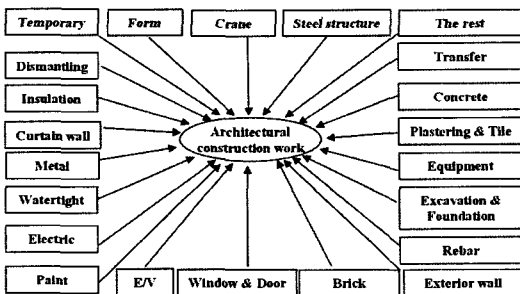 Temporary
Form
Crane
Steel structure
The rest
Dismantling
Transfer
Insulation
Concrete
Curtain wall
Architectural
construction work
Plastering & Tile
Metal
Equipment
Watertight
Excavation &
Foundation
Electric
Rebar
Paint
E/V
Window & Door
Brick
Exterior wall